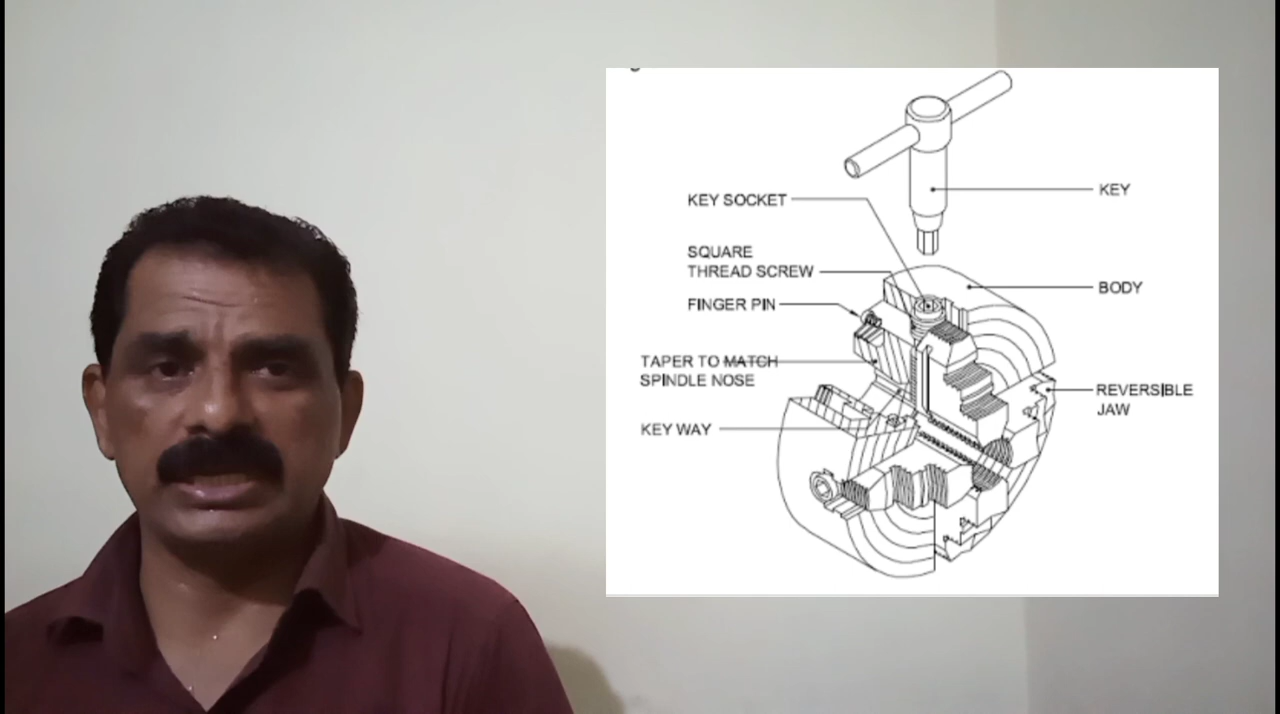 KEY
KEY SOCKET
SQUARE
THREAD SCREW
BODY
FINGER PIN
TAPER TO MATCH
SPINDLE NOSE
REVERSIBLE
JAW
KEY WAY